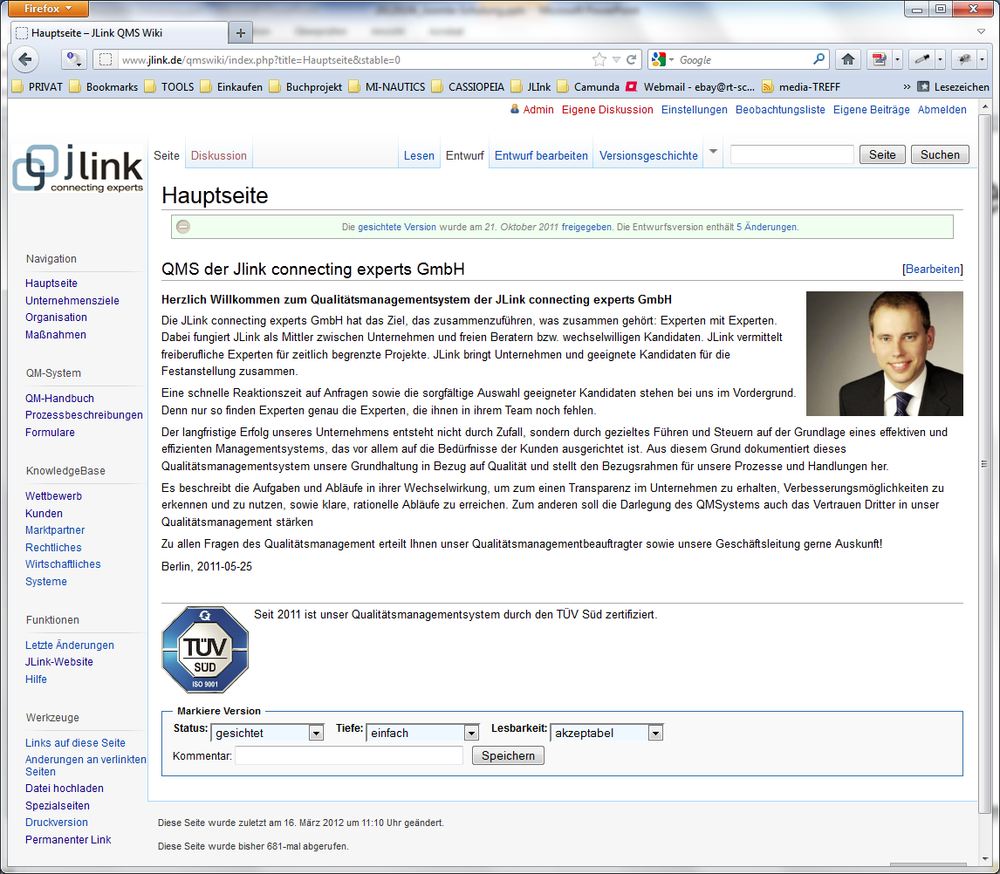 Firefox
Hauptseite – JLink QMS Wiki
www.jlink.de/qmswiki/index.php?title=Hauptseite&stable=0
Google
PRIVAT Bookmarks TOOLS Einkaufen Buchprojekt MI-NAUTICS CASSIOPEIA JLInk Camunda Webmail - ebay@rt-sc... media-TREFF » Lesezeichen
Admin Eigene Diskussion Einstellungen Beobachtungsliste Eigene Beiträge Abmelden
jlink
connecting experts
Seite Diskussion Lesen Entwurf Entwurf bearbeiten Versionsgeschichte Seite Suchen
Hauptseite
Die gesichtete Version wurde am 21. Oktober 2011 freigegeben. Die Entwurfsversion enthält 5 Änderungen.
Navigation
Hauptseite
Unternehmensziele
Organisation
Maßnahmen
QM-System
QM-Handbuch
Prozessbeschreibungen
Formulare
KnowledgeBase
Wettbewerb
Kunden
Marktpartner
Rechtliches
Wirtschaftliches
Systeme
Funktionen
Letzte Änderungen
JLink-Website
Hilfe
Werkzeuge
Links auf diese Seite
Änderungen an verlinkten
Seiten
Datei hochladen
Spezialseiten
Druckversion
Permanenter Link
QMS der Jlink connecting experts GmbH [Bearbeiten]
Herzlich Willkommen zum Qualitätsmanagementsystem der JLink connecting experts GmbH
Die JLink connecting experts GmbH hat das Ziel, das zusammenzuführen, was zusammen gehört: Experten mit Experten.
Dabei fungiert JLink als Mittler zwischen Unternehmen und freien Beratern bzw. wechselwilligen Kandidaten. JLink vermittelt
freiberufliche Experten für zeitlich begrenzte Projekte. JLink bringt Unternehmen und geeignete Kandidaten für die
Festanstellung zusammen.
Eine schnelle Reaktionszeit auf Anfragen sowie die sorgfältige Auswahl geeigneter Kandidaten stehen bei uns im Vordergrund.
Denn nur so finden Experten genau die Experten, die ihnen in ihrem Team noch fehlen.
Der langfristige Erfolg unseres Unternehmens entsteht nicht durch Zufall, sondern durch gezieltes Führen und Steuern auf der Grundlage eines effektiven und
effizienten Managementsystems, das vor allem auf die Bedürfnisse der Kunden ausgerichtet ist. Aus diesem Grund dokumentiert dieses
Qualitätsmanagementsystem unsere Grundhaltung in Bezug auf Qualität und stellt den Bezugsrahmen für unsere Prozesse und Handlungen her.
Es beschreibt die Aufgaben und Abläufe in ihrer Wechselwirkung, um zum einen Transparenz im Unternehmen zu erhalten, Verbesserungsmöglichkeiten zu
erkennen und zu nutzen, sowie klare, rationelle Abläufe zu erreichen. Zum anderen soll die Darlegung des QMSystems auch das Vertrauen Dritter in unser
Qualitätsmanagement stärken
Zu allen Fragen des Qualitätsmanagement erteilt Ihnen unser Qualitätsmanagementbeauftragter sowie unsere Geschäftsleitung gerne Auskunft!
Berlin, 2011-05-25
Seit 2011 ist unser Qualitätsmanagementsystem durch den TÜV Süd zertifiziert.
TÜV
SÜD
ISO 9001
Markiere Version
Status: gesichtet Tiefe: einfach Lesbarkeit: akzeptabel
Kommentar: Speichern
Diese Seite wurde zuletzt am 16. März 2012 um 11:10 Uhr geändert.
Diese Seite wurde bisher 681-mal abgerufen.